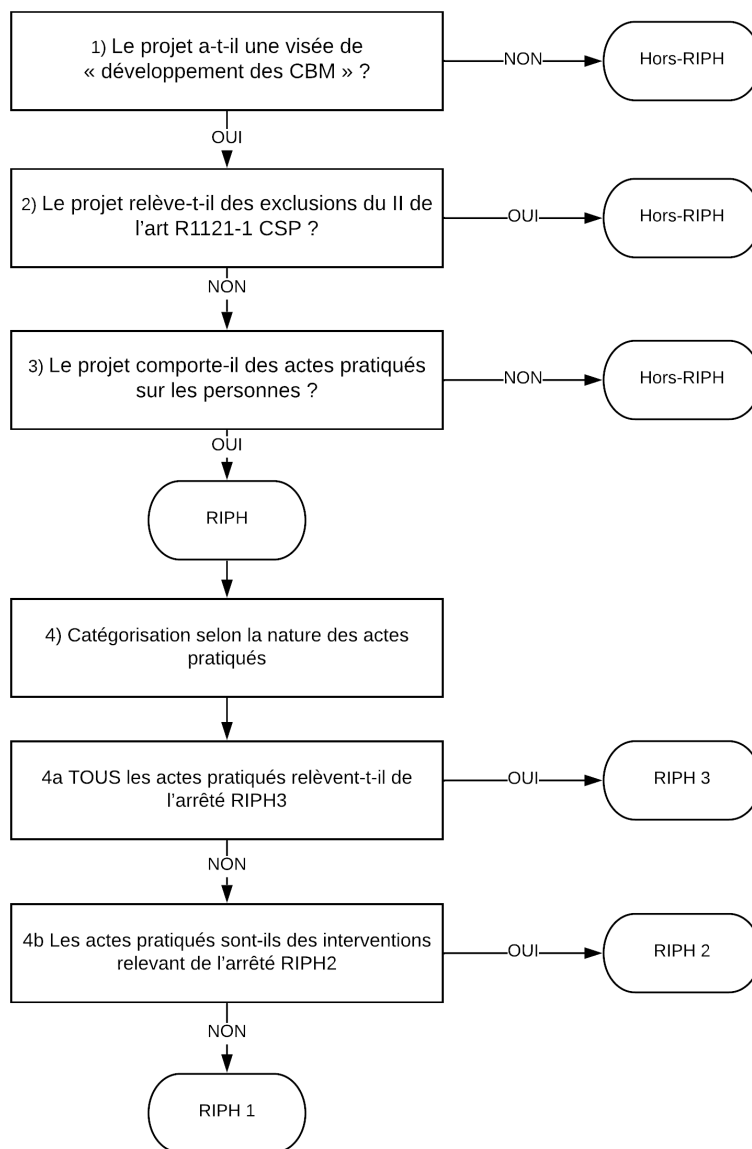 1) Le projet a-t-il une visée de
« développement des CBM » ?
NON
Hors-RIPH
OUI
2) Le projet relève-t-il des exclusions du II de
l’art R1121-1 CSP ?
OUI
Hors-RIPH
NON
3) Le projet comporte-il des actes pratiqués
sur les personnes ?
NON
Hors-RIPH
OUI
RIPH
4) Catégorisation selon la nature des actes
pratiqués
4a TOUS les actes pratiqués relèvent-t-il de
l’arrêté RIPH3
OUI
RIPH 3
NON
4b Les actes pratiqués sont-ils des interventions
relevant de l’arrêté RIPH2
OUI
RIPH 2
NON
RIPH 1